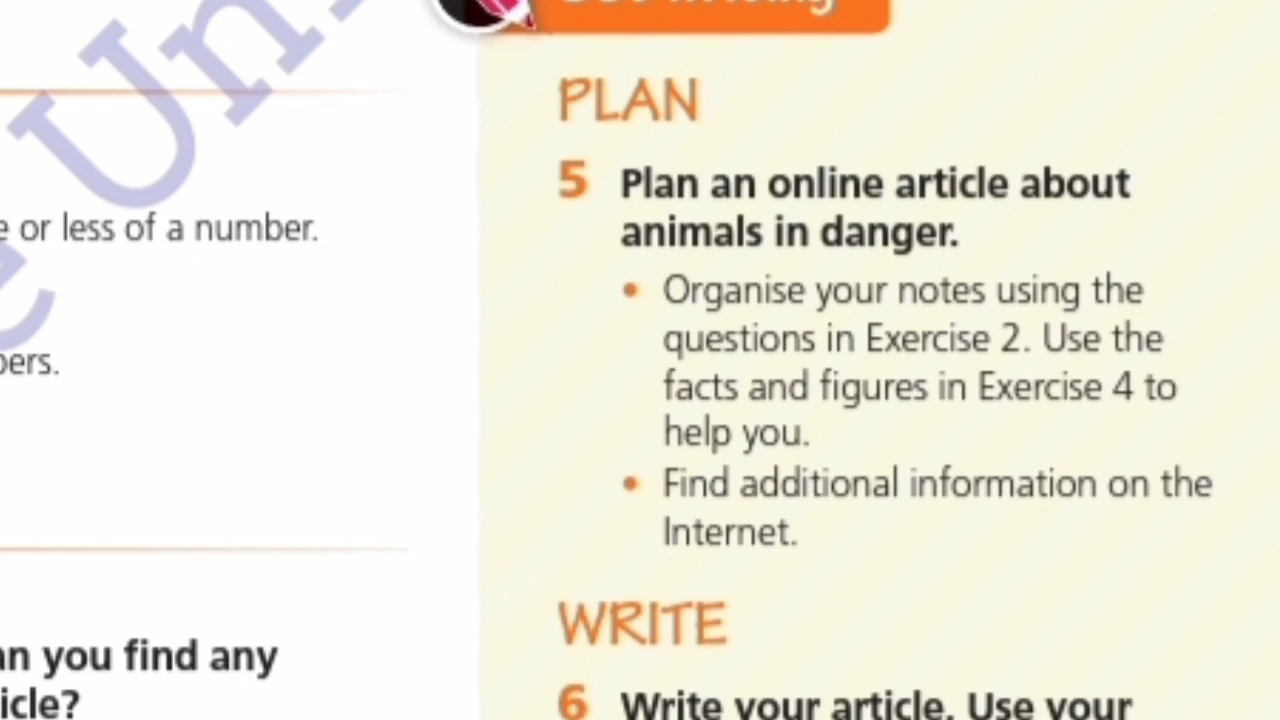 Un
PLAN
5 Plan an online article about
animals in danger.
• Organise your notes using the
questions in Exercise 2. Use the
facts and figures in Exercise 4 to
help you.
• Find additional information on the
Internet.
WRITE
6 Write your article. Use your
e or less of a number.
bers.
an you find any
icle?